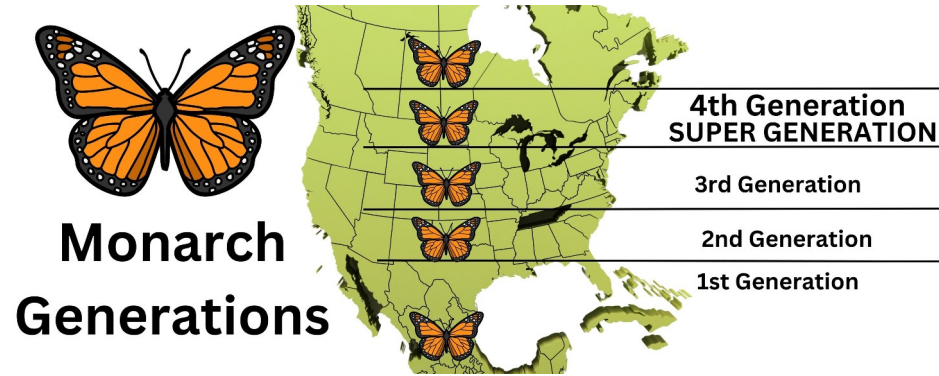 Monarch
Generations
4th Generation
SUPER GENERATION
3rd Generation
2nd Generation
1st Generation